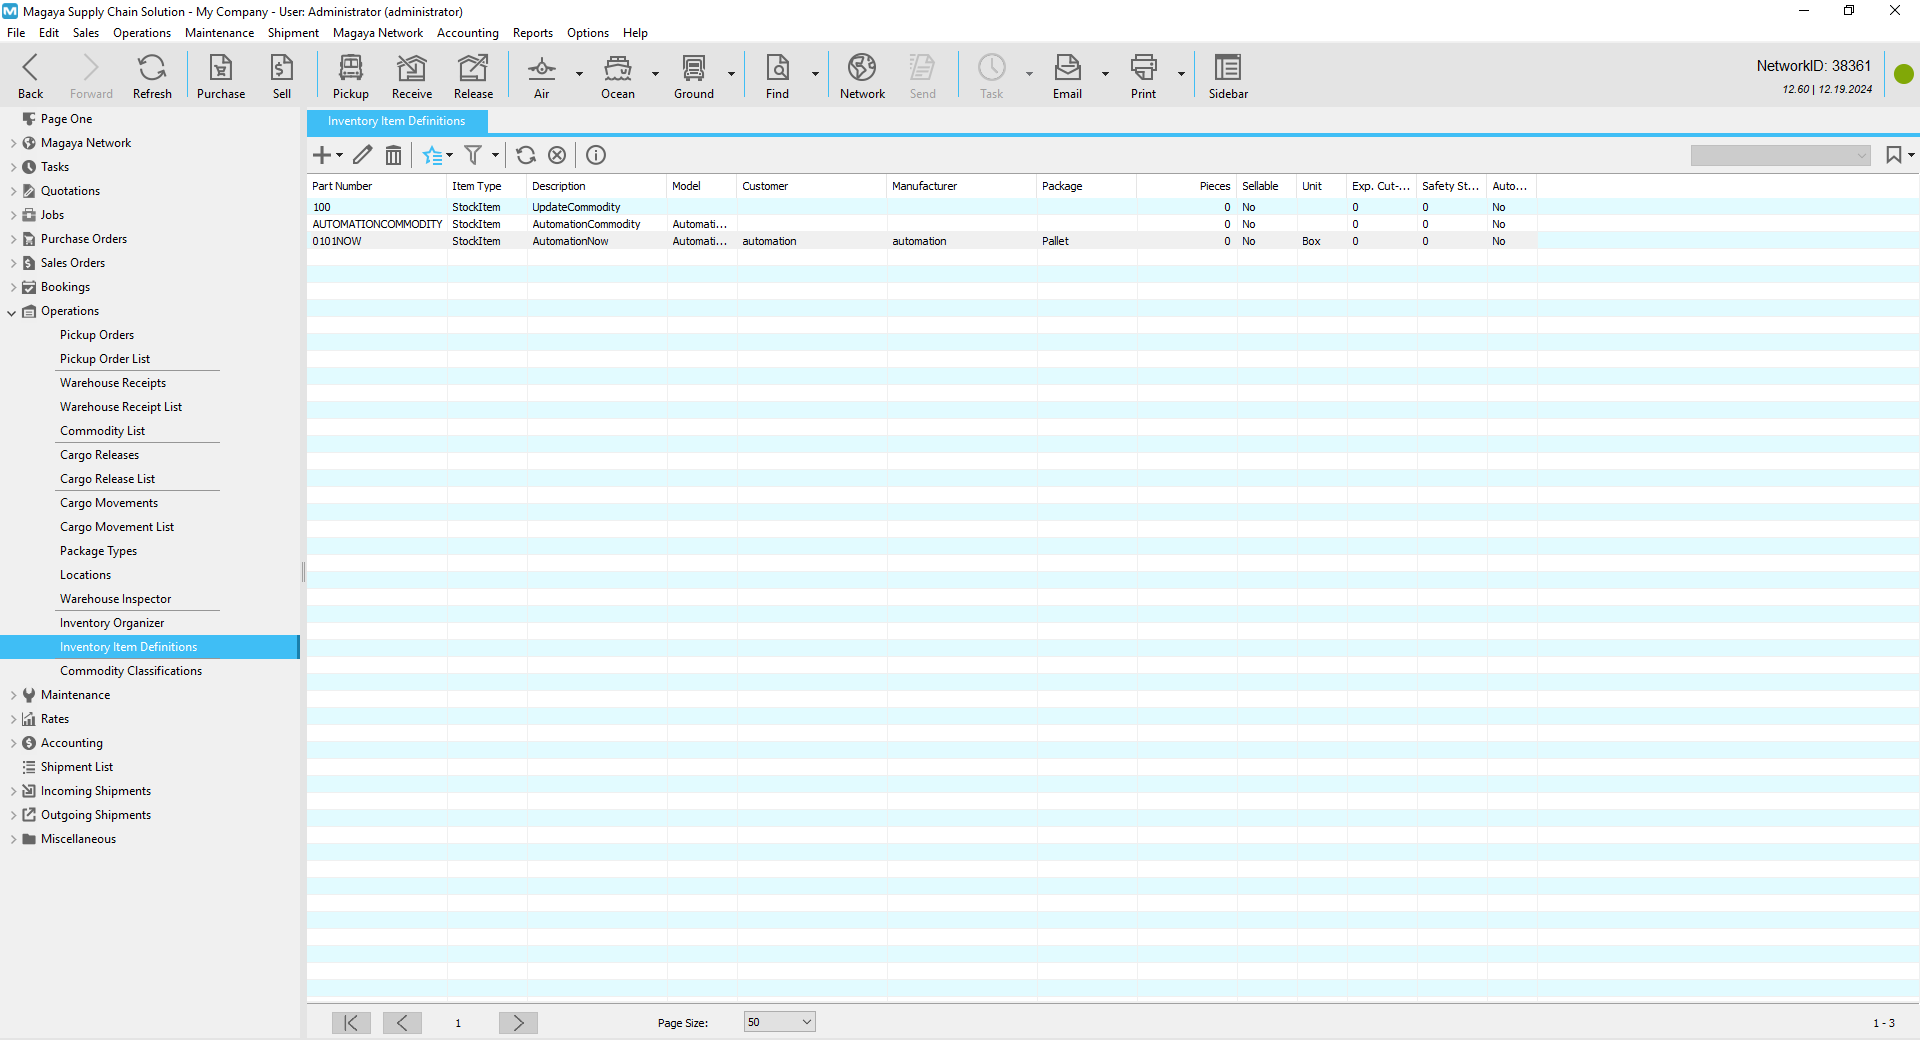 Magaya Supply Chain Solution - My Company - User: Administrator (administrator)
File Edit Sales Operations Maintenance Shipment Magaya Network Accounting Reports Options Help
Back Forward Refresh Purchase Sell Pickup Receive Release Air Ocean Ground Find Network Send Task Email Print Sidebar
NetworkID: 38361
12.60 | 12.19.2024
Page One
Magaya Network
Tasks
Quotations
Jobs
Purchase Orders
Sales Orders
Bookings
Operations
Pickup Orders
Pickup Order List
Warehouse Receipts
Warehouse Receipt List
Commodity List
Cargo Releases
Cargo Release List
Cargo Movements
Cargo Movement List
Package Types
Locations
Warehouse Inspector
Inventory Organizer
Inventory Item Definitions
Commodity Classifications
Maintenance
Rates
Accounting
Shipment List
Incoming Shipments
Outgoing Shipments
Miscellaneous
Inventory Item Definitions
Part Number Item Type Description Model Customer Manufacturer Package Pieces Sellable Unit Exp. Cut-... Safety St... Auto...
100 StockItem UpdateCommodity 0 No 0 0 No
AUTOMATIONCOMMODITY StockItem AutomationCommodity Automati... 0 No 0 0 No
0101NOW StockItem AutomationNow Automati... automation automation Pallet 0 No Box 0 0 No
1 Page Size: 50 1 - 3